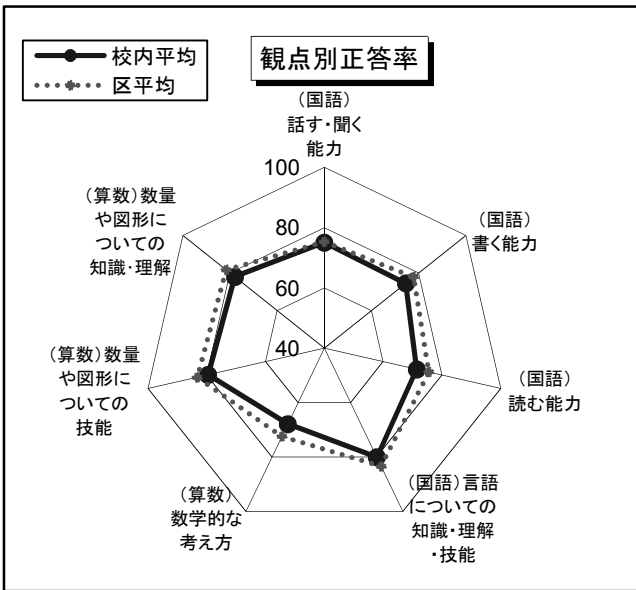 校内平均
区平均
観点別正答率
(国語)
話す・聞く
能力
(国語)
書く能力
(国語)
読む能力
(国語)言語
についての
知識・理解
・技能
(算数)
数学的な
考え方
(算数)数量
や図形に
ついての
技能
(算数)数量
や図形に
ついての
知識・理解
100
80
60
40